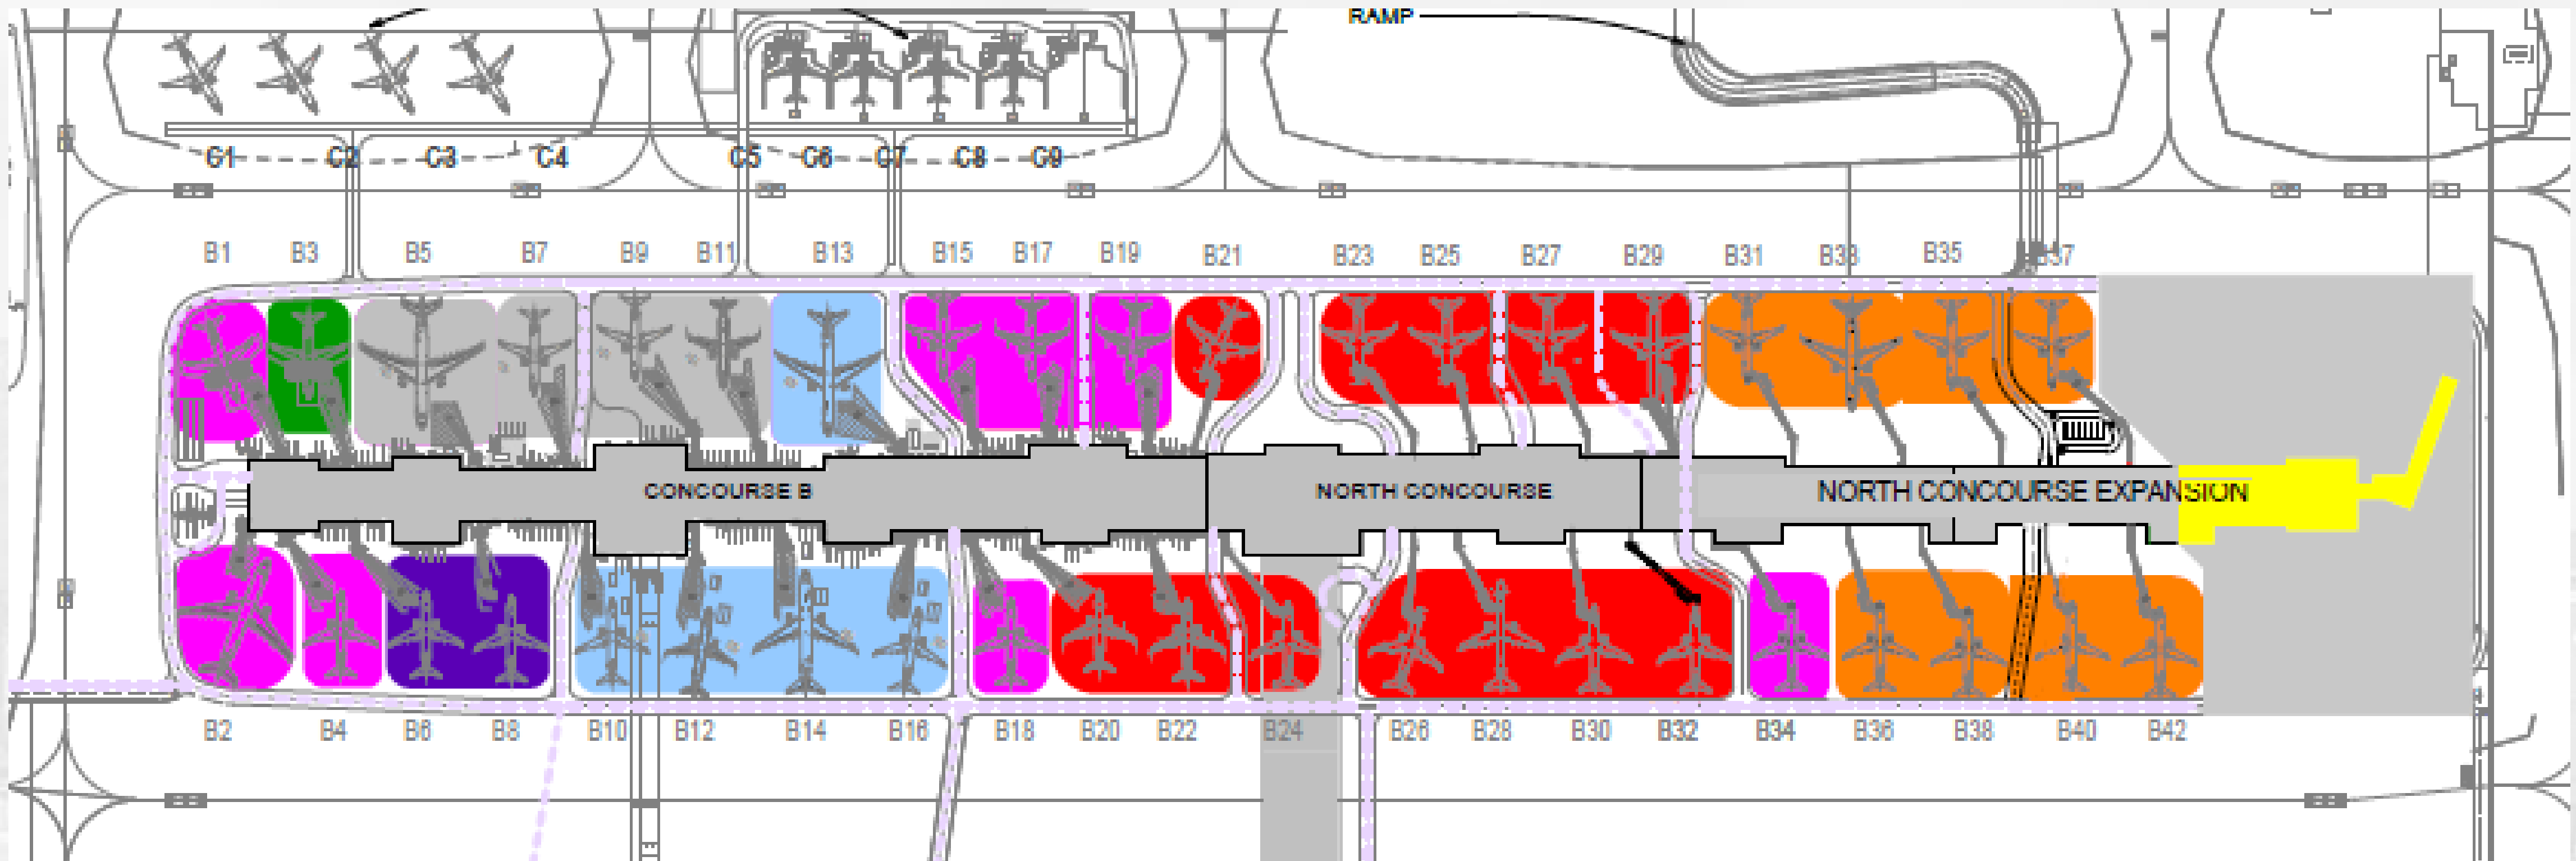 RAMP
C1 C2 C3 C4 C5 C6 C7 C8 C9
B1 B3 B5 B7 B9 B11 B13 B15 B17 B19 B21 B23 B25 B27 B29 B31 B33 B35 B37
CONCOURSE B NORTH CONCOURSE NORTH CONCOURSE EXPANSION
B2 B4 B6 B8 B10 B12 B14 B16 B18 B20 B22 B24 B26 B28 B30 B32 B34 B36 B38 B40 B42